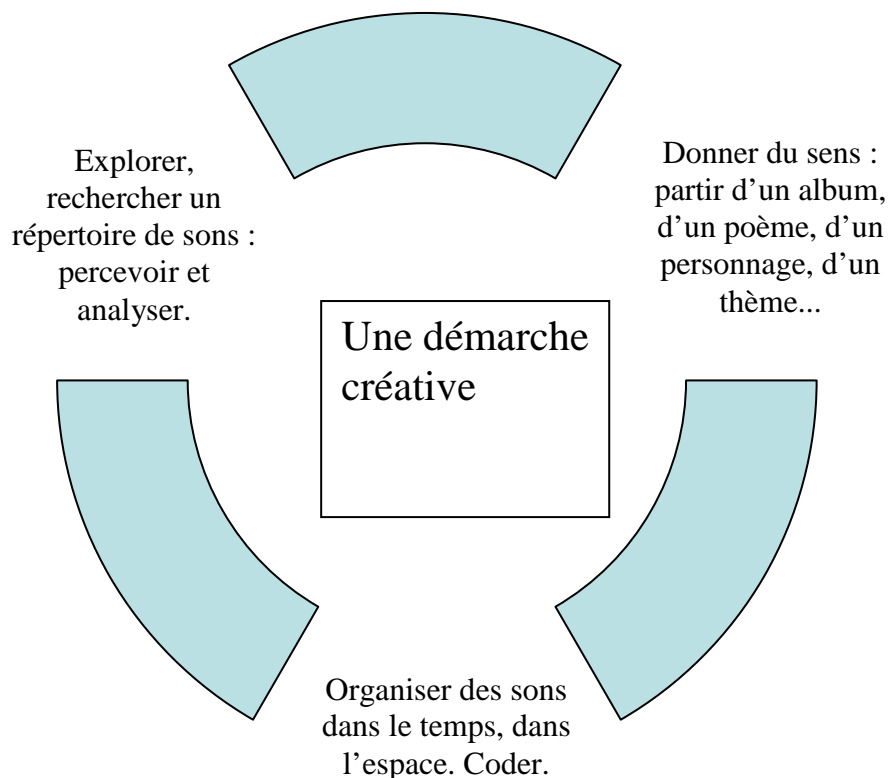 Explorer,
rechercher un
répertoire de sons :
percevoir et
analyser.
Donner du sens :
partir d'un album,
d'un poème, d'un
personnage, d'un
thème...
Une démarche
créative
Organiser des sons
dans le temps, dans
l'espace. Coder.